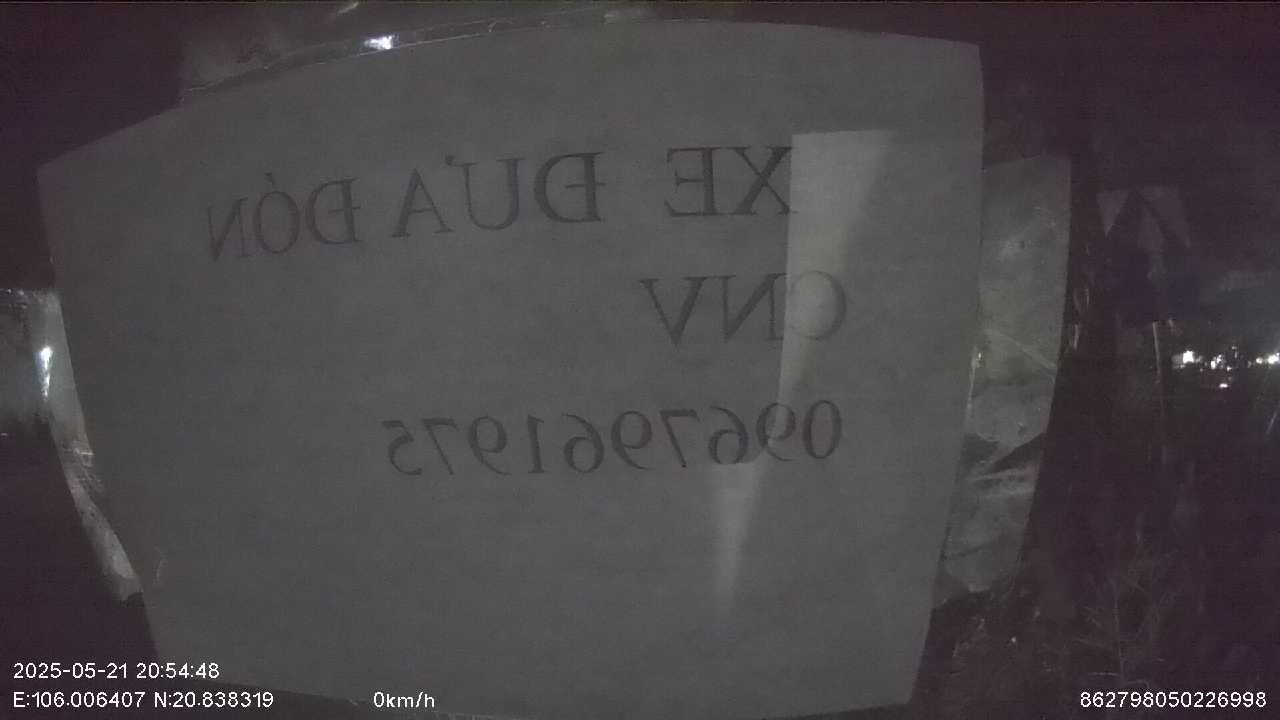 XE ĐƯA ĐÓN
CNV
0967961975
2025-05-21 20:54:48
E:106.006407 N:20.838319 0km/h 862798050226998